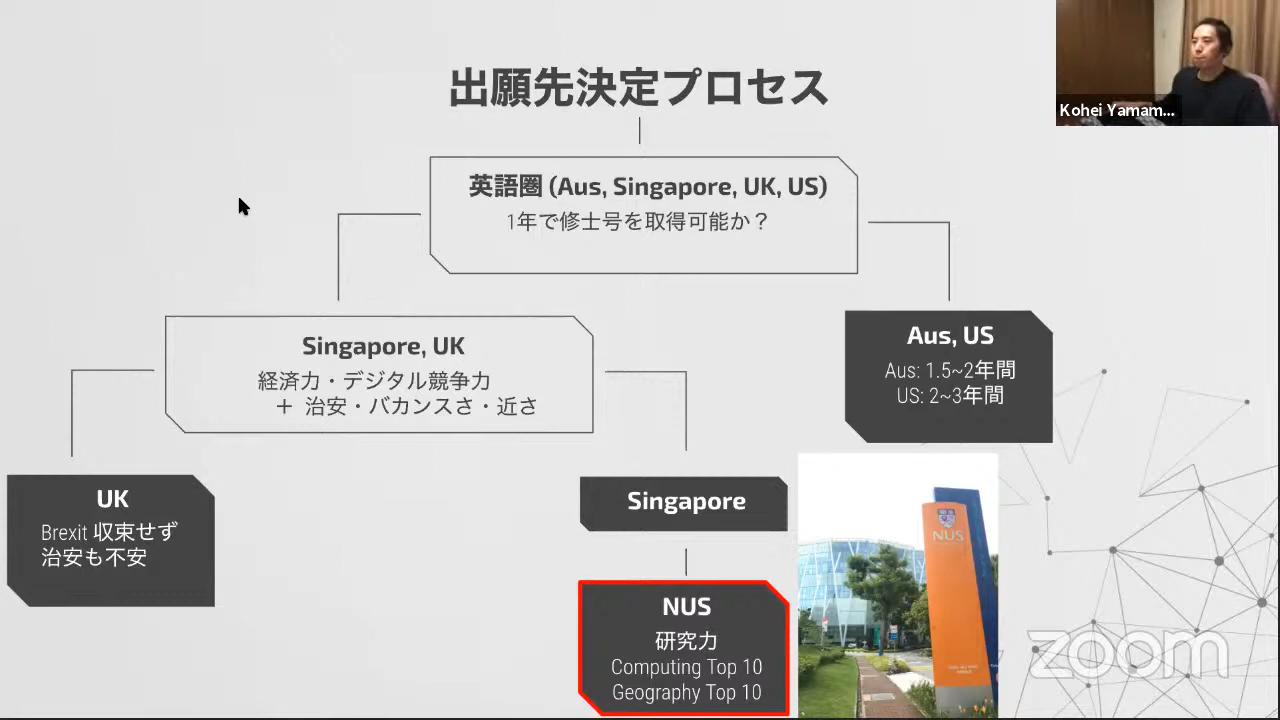 出願先決定プロセス
Kohei Yamam...
英語圏 (Aus, Singapore, UK, US)
1年で修士号を取得可能か？
Singapore, UK
経済力・デジタル競争力
＋ 治安・バカンスさ・近さ
Aus, US
Aus: 1.5~2年間
US: 2~3年間
UK
Brexit 収束せず
治安も不安
Singapore
NUS
研究力
Computing Top 10
Geography Top 10
NUS
zoom